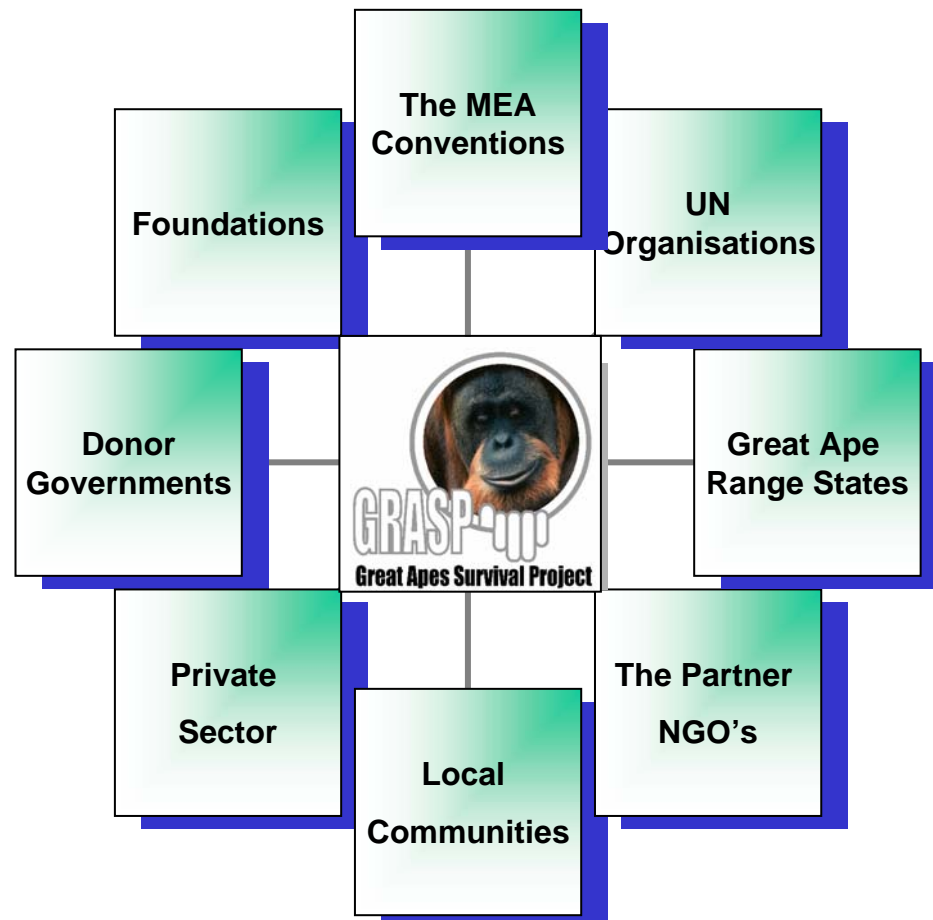 The MEA
Conventions
Foundations
UN
Organisations
Donor
Governments
GRASP
Great Apes Survival Project
Great Ape
Range States
Private
Sector
The Partner
NGO’s
Local
Communities